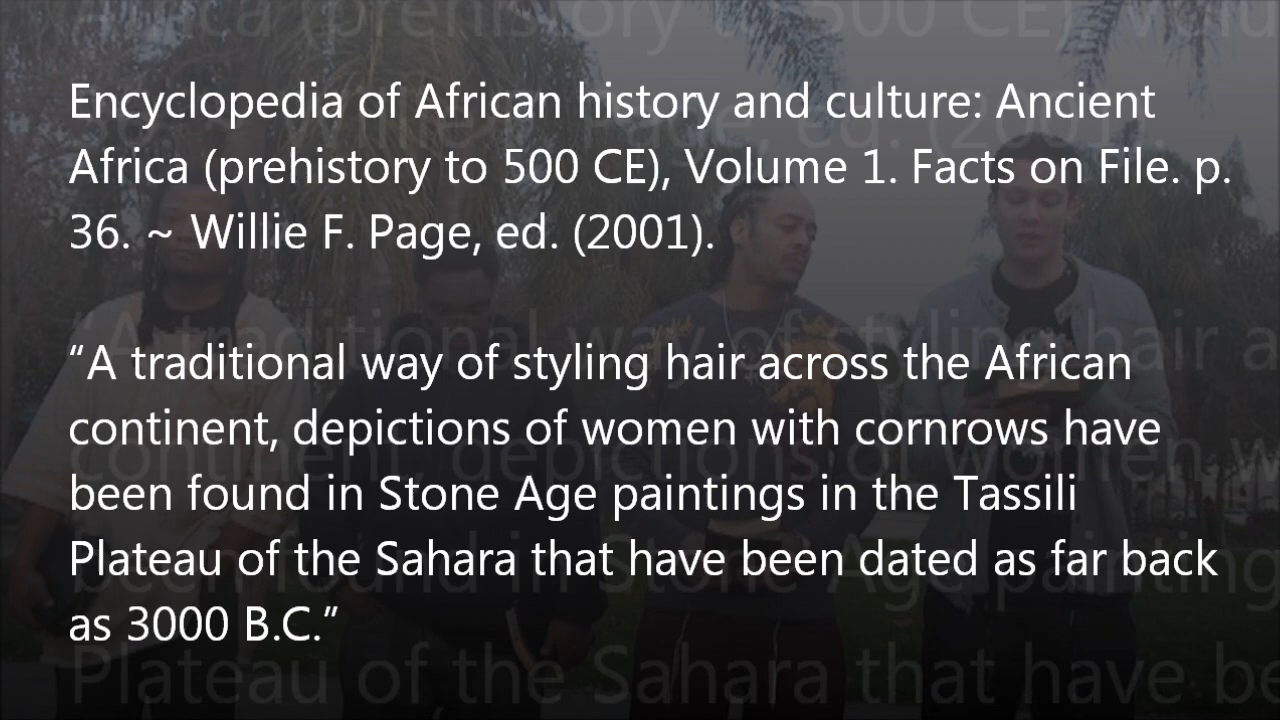 Encyclopedia of African history and culture: Ancient
Africa (prehistory to 500 CE), Volume 1. Facts on File. p.
36. ~ Willie F. Page, ed. (2001).
“A traditional way of styling hair across the African
continent, depictions of women with cornrows have
been found in Stone Age paintings in the Tassili
Plateau of the Sahara that have been dated as far back
as 3000 B.C.”